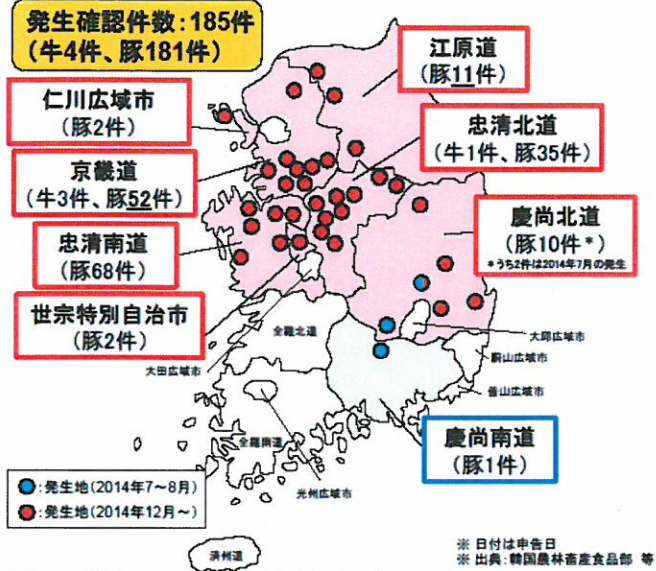 発生確認件数：185件
（牛4件、豚181件）
江原道
（豚11件）
仁川広域市
（豚2件）
忠清北道
（牛1件、豚35件）
京畿道
（牛3件、豚52件）
慶尚北道
（豚10件*）
*うち2件は2014年7月の発生
忠清南道
（豚68件）
世宗特別自治市
（豚2件）
大田広域市
全羅北道
大邱広域市
蔚山広域市
釜山広域市
全羅南道
慶尚南道
（豚1件）
光州広域市
：発生地（2014年7～8月）
：発生地（2014年12月～）
済州道
※ 日付は申告日
※ 出典：韓国農林畜産食品部 等